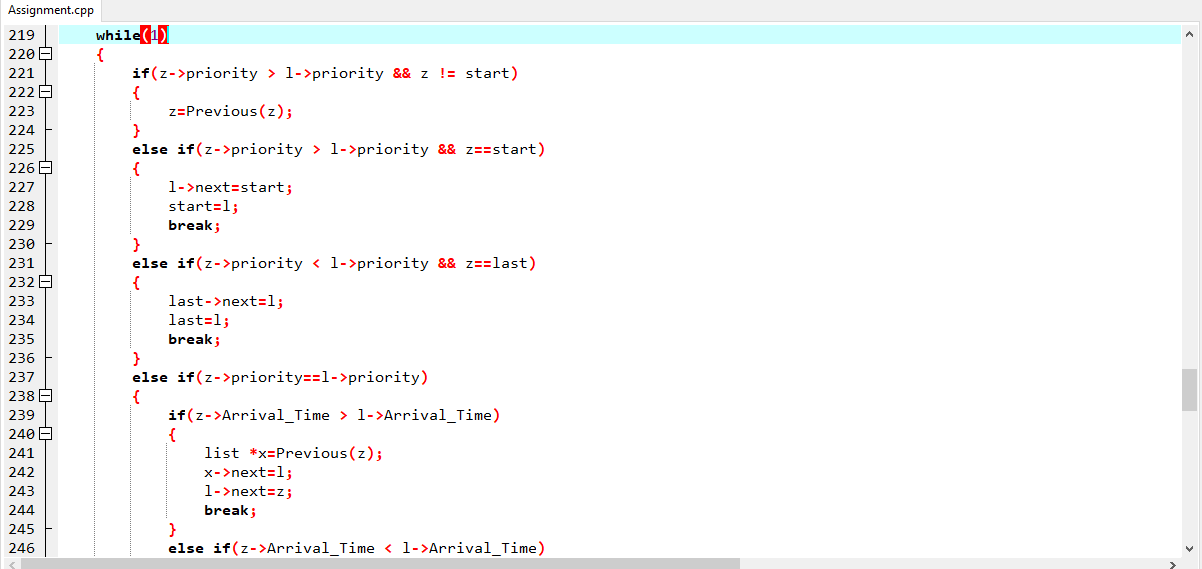 Assignment.cpp
219 while(1)
220 {
221 if(z->priority > l->priority && z != start)
222 {
223 z=Previous(z);
224 }
225 else if(z->priority > l->priority && z==start)
226 {
227 l->next=start;
228 start=l;
229 break;
230 }
231 else if(z->priority < l->priority && z==last)
232 {
233 last->next=l;
234 last=l;
235 break;
236 }
237 else if(z->priority==l->priority)
238 {
239 if(z->Arrival_Time > l->Arrival_Time)
240 {
241 list *x=Previous(z);
242 x->next=l;
243 l->next=z;
244 break;
245 }
246 else if(z->Arrival_Time < l->Arrival_Time)